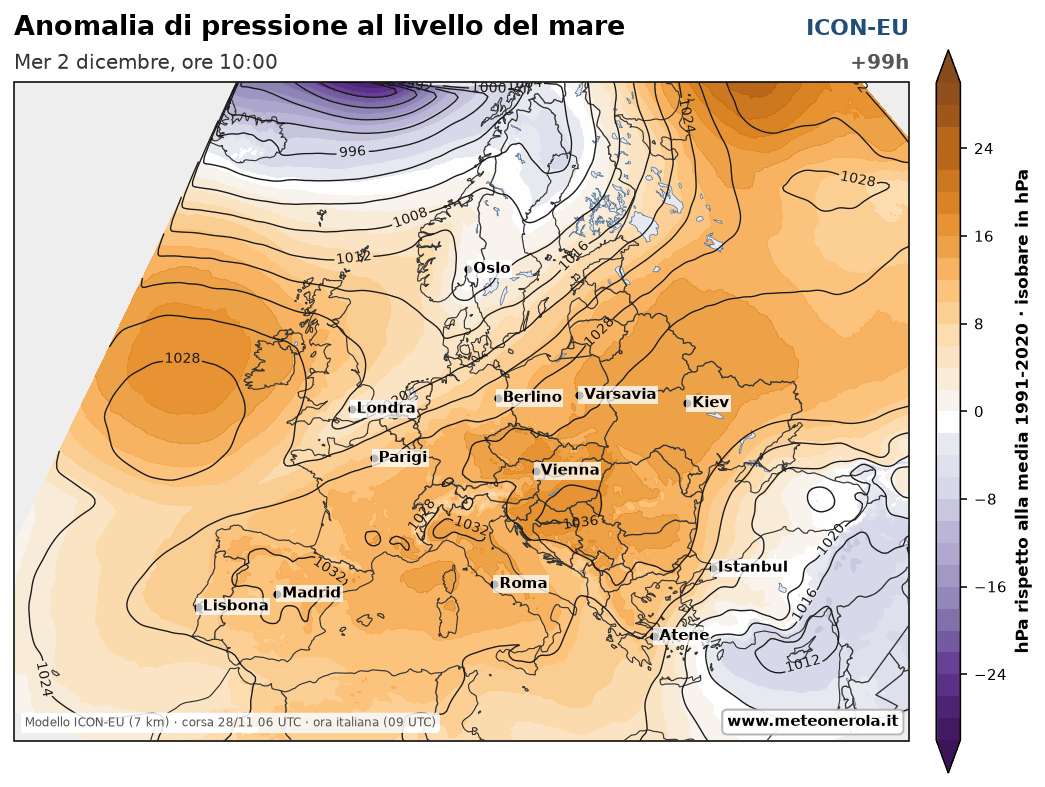 Anomalia di pressione al livello del mare
ICON-EU
Mer 2 dicembre, ore 10:00
+99h
1000
1024
996
1028
1008
1012
1016
Oslo
1028
1028
Londra
Berlino
Varsavia
Kiev
Parigi
Vienna
1028
1032
1036
1020
1032
Istanbul
Madrid
Roma
Lisbona
1016
Atene
1012
1024
Modello ICON-EU (7 km) · corsa 28/11 06 UTC · ora italiana (09 UTC)
www.meteonerola.it
24
16
8
0
−8
−16
−24
hPa rispetto alla media 1991-2020 · isobare in hPa